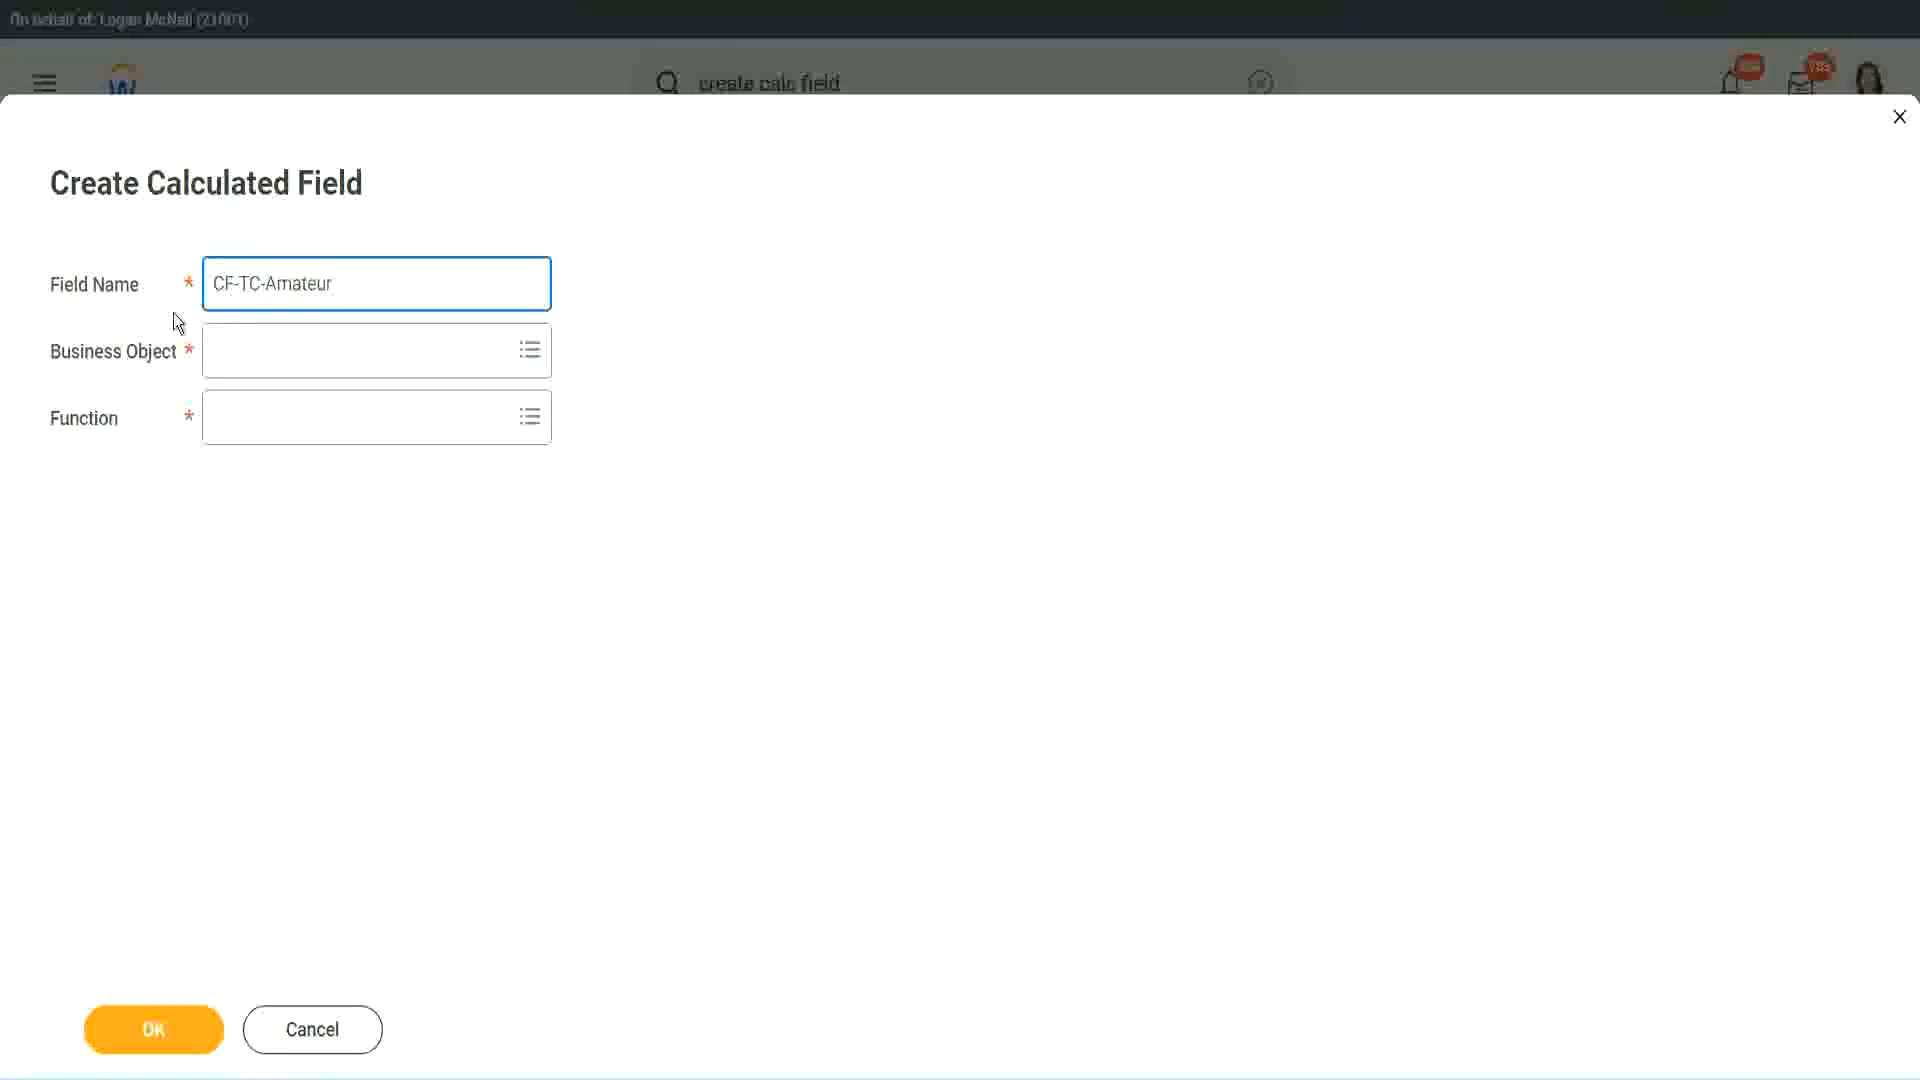 On behalf of: Logan McNeil (21001)
create calc field
Create Calculated Field
Field Name *
CF-TC-Amateur
Business Object *
Function *
OK
Cancel